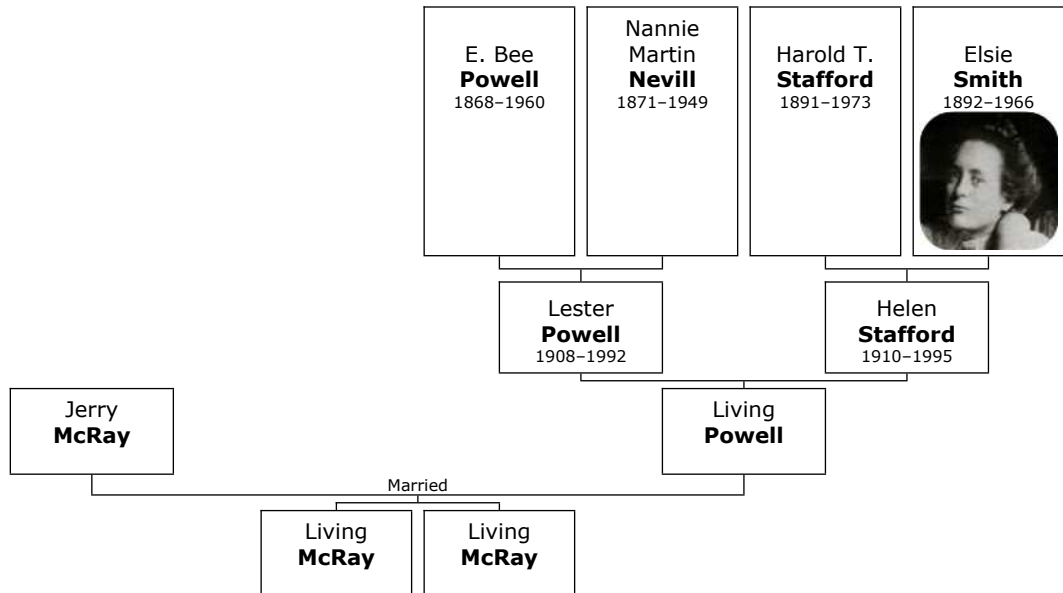 E. Bee
Powell
1868–1960
Nannie
Martin
Nevill
1871–1949
Harold T.
Stafford
1891–1973
Elsie
Smith
1892–1966
Lester
Powell
1908–1992
Helen
Stafford
1910–1995
Jerry
McRay
Living
Powell
Married
Living
McRay
Living
McRay